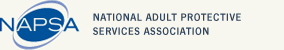 NAPSA
NATIONAL ADULT PROTECTIVE
SERVICES ASSOCIATION